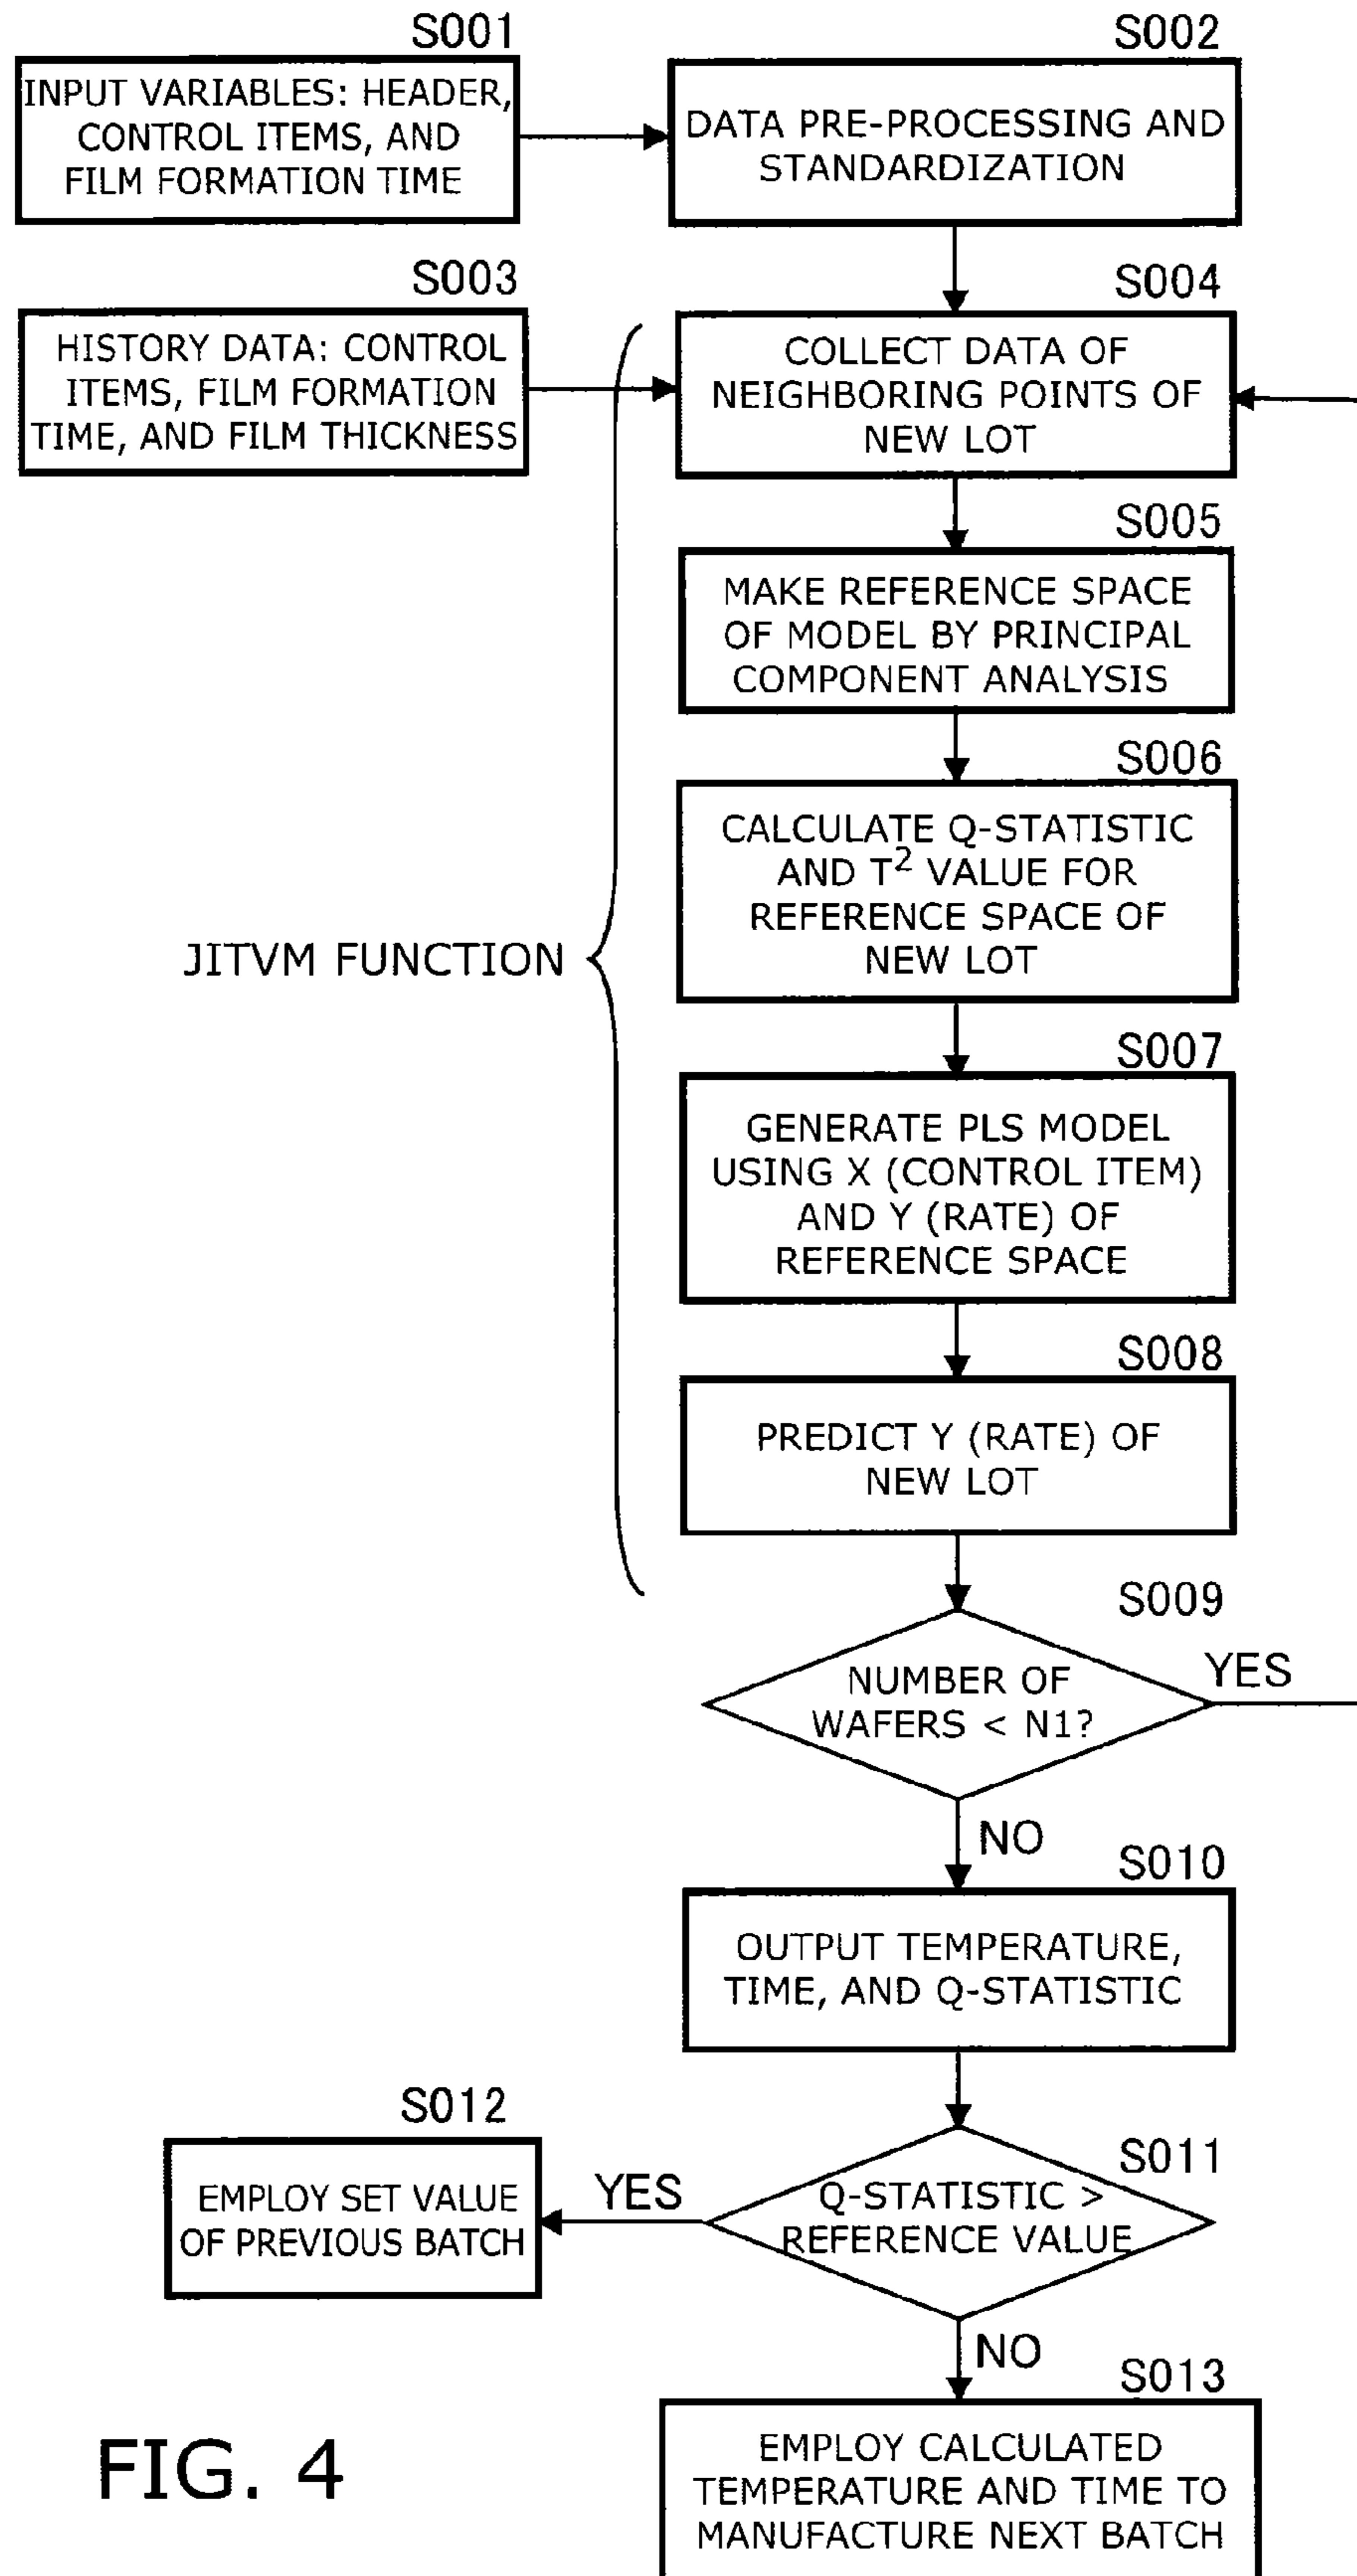 S001
INPUT VARIABLES: HEADER,
CONTROL ITEMS, AND
FILM FORMATION TIME
S002
DATA PRE-PROCESSING AND
STANDARDIZATION
S003
HISTORY DATA: CONTROL
ITEMS, FILM FORMATION
TIME, AND FILM THICKNESS
S004
COLLECT DATA OF
NEIGHBORING POINTS OF
NEW LOT
S005
MAKE REFERENCE SPACE
OF MODEL BY PRINCIPAL
COMPONENT ANALYSIS
S006
CALCULATE Q-STATISTIC
AND T² VALUE FOR
REFERENCE SPACE OF
NEW LOT
JITVM FUNCTION
S007
GENERATE PLS MODEL
USING X (CONTROL ITEM)
AND Y (RATE) OF
REFERENCE SPACE
S008
PREDICT Y (RATE) OF
NEW LOT
S009
NUMBER OF
WAFERS < N1?
YES
NO
S010
OUTPUT TEMPERATURE,
TIME, AND Q-STATISTIC
S011
Q-STATISTIC >
REFERENCE VALUE
YES
S012
EMPLOY SET VALUE
OF PREVIOUS BATCH
NO
S013
EMPLOY CALCULATED
TEMPERATURE AND TIME TO
MANUFACTURE NEXT BATCH
FIG. 4